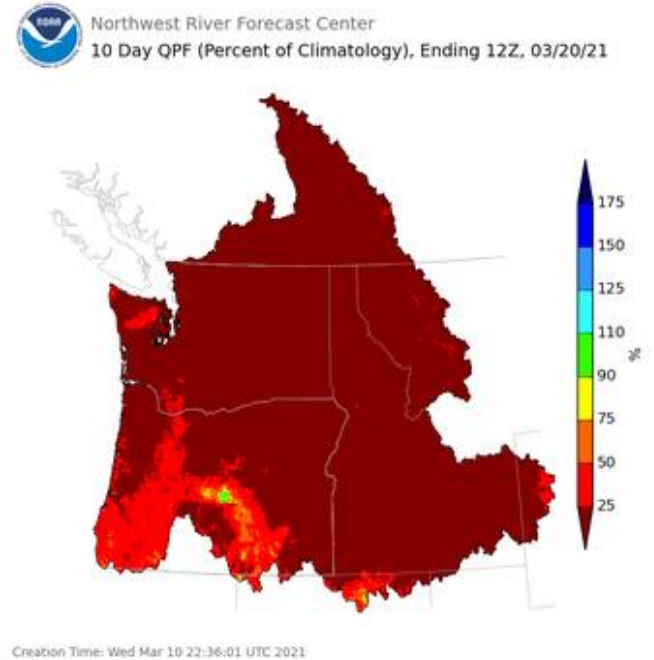 NOAA
Northwest River Forecast Center
10 Day QPF (Percent of Climatology), Ending 12Z, 03/20/21
175
150
125
110
90
75
50
25
%
Creation Time: Wed Mar 10 22:36:01 UTC 2021